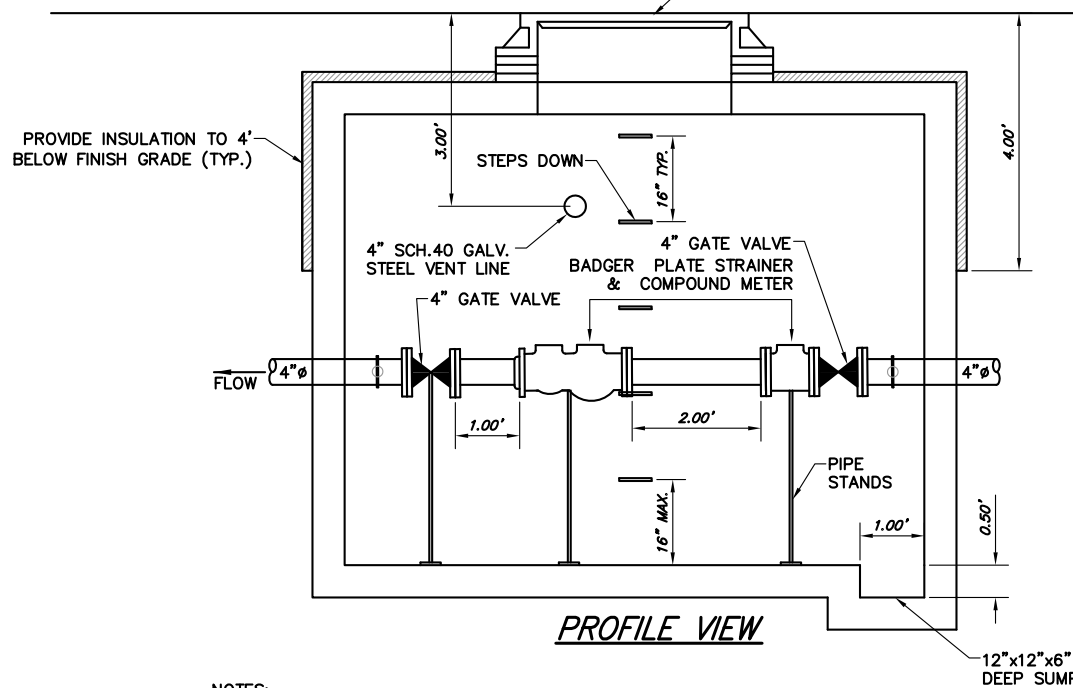 3.00'
4.00'
PROVIDE INSULATION TO 4'
BELOW FINISH GRADE (TYP.)
STEPS DOWN
16" TYP.
4" SCH.40 GALV.
STEEL VENT LINE
4" GATE VALVE
BADGER PLATE STRAINER
& COMPOUND METER
4" GATE VALVE
FLOW
4"ø
4"ø
1.00'
2.00'
PIPE
STANDS
16" MAX.
1.00'
0.50'
PROFILE VIEW
12"x12"x6"
DEEP SUMP
NOTES: